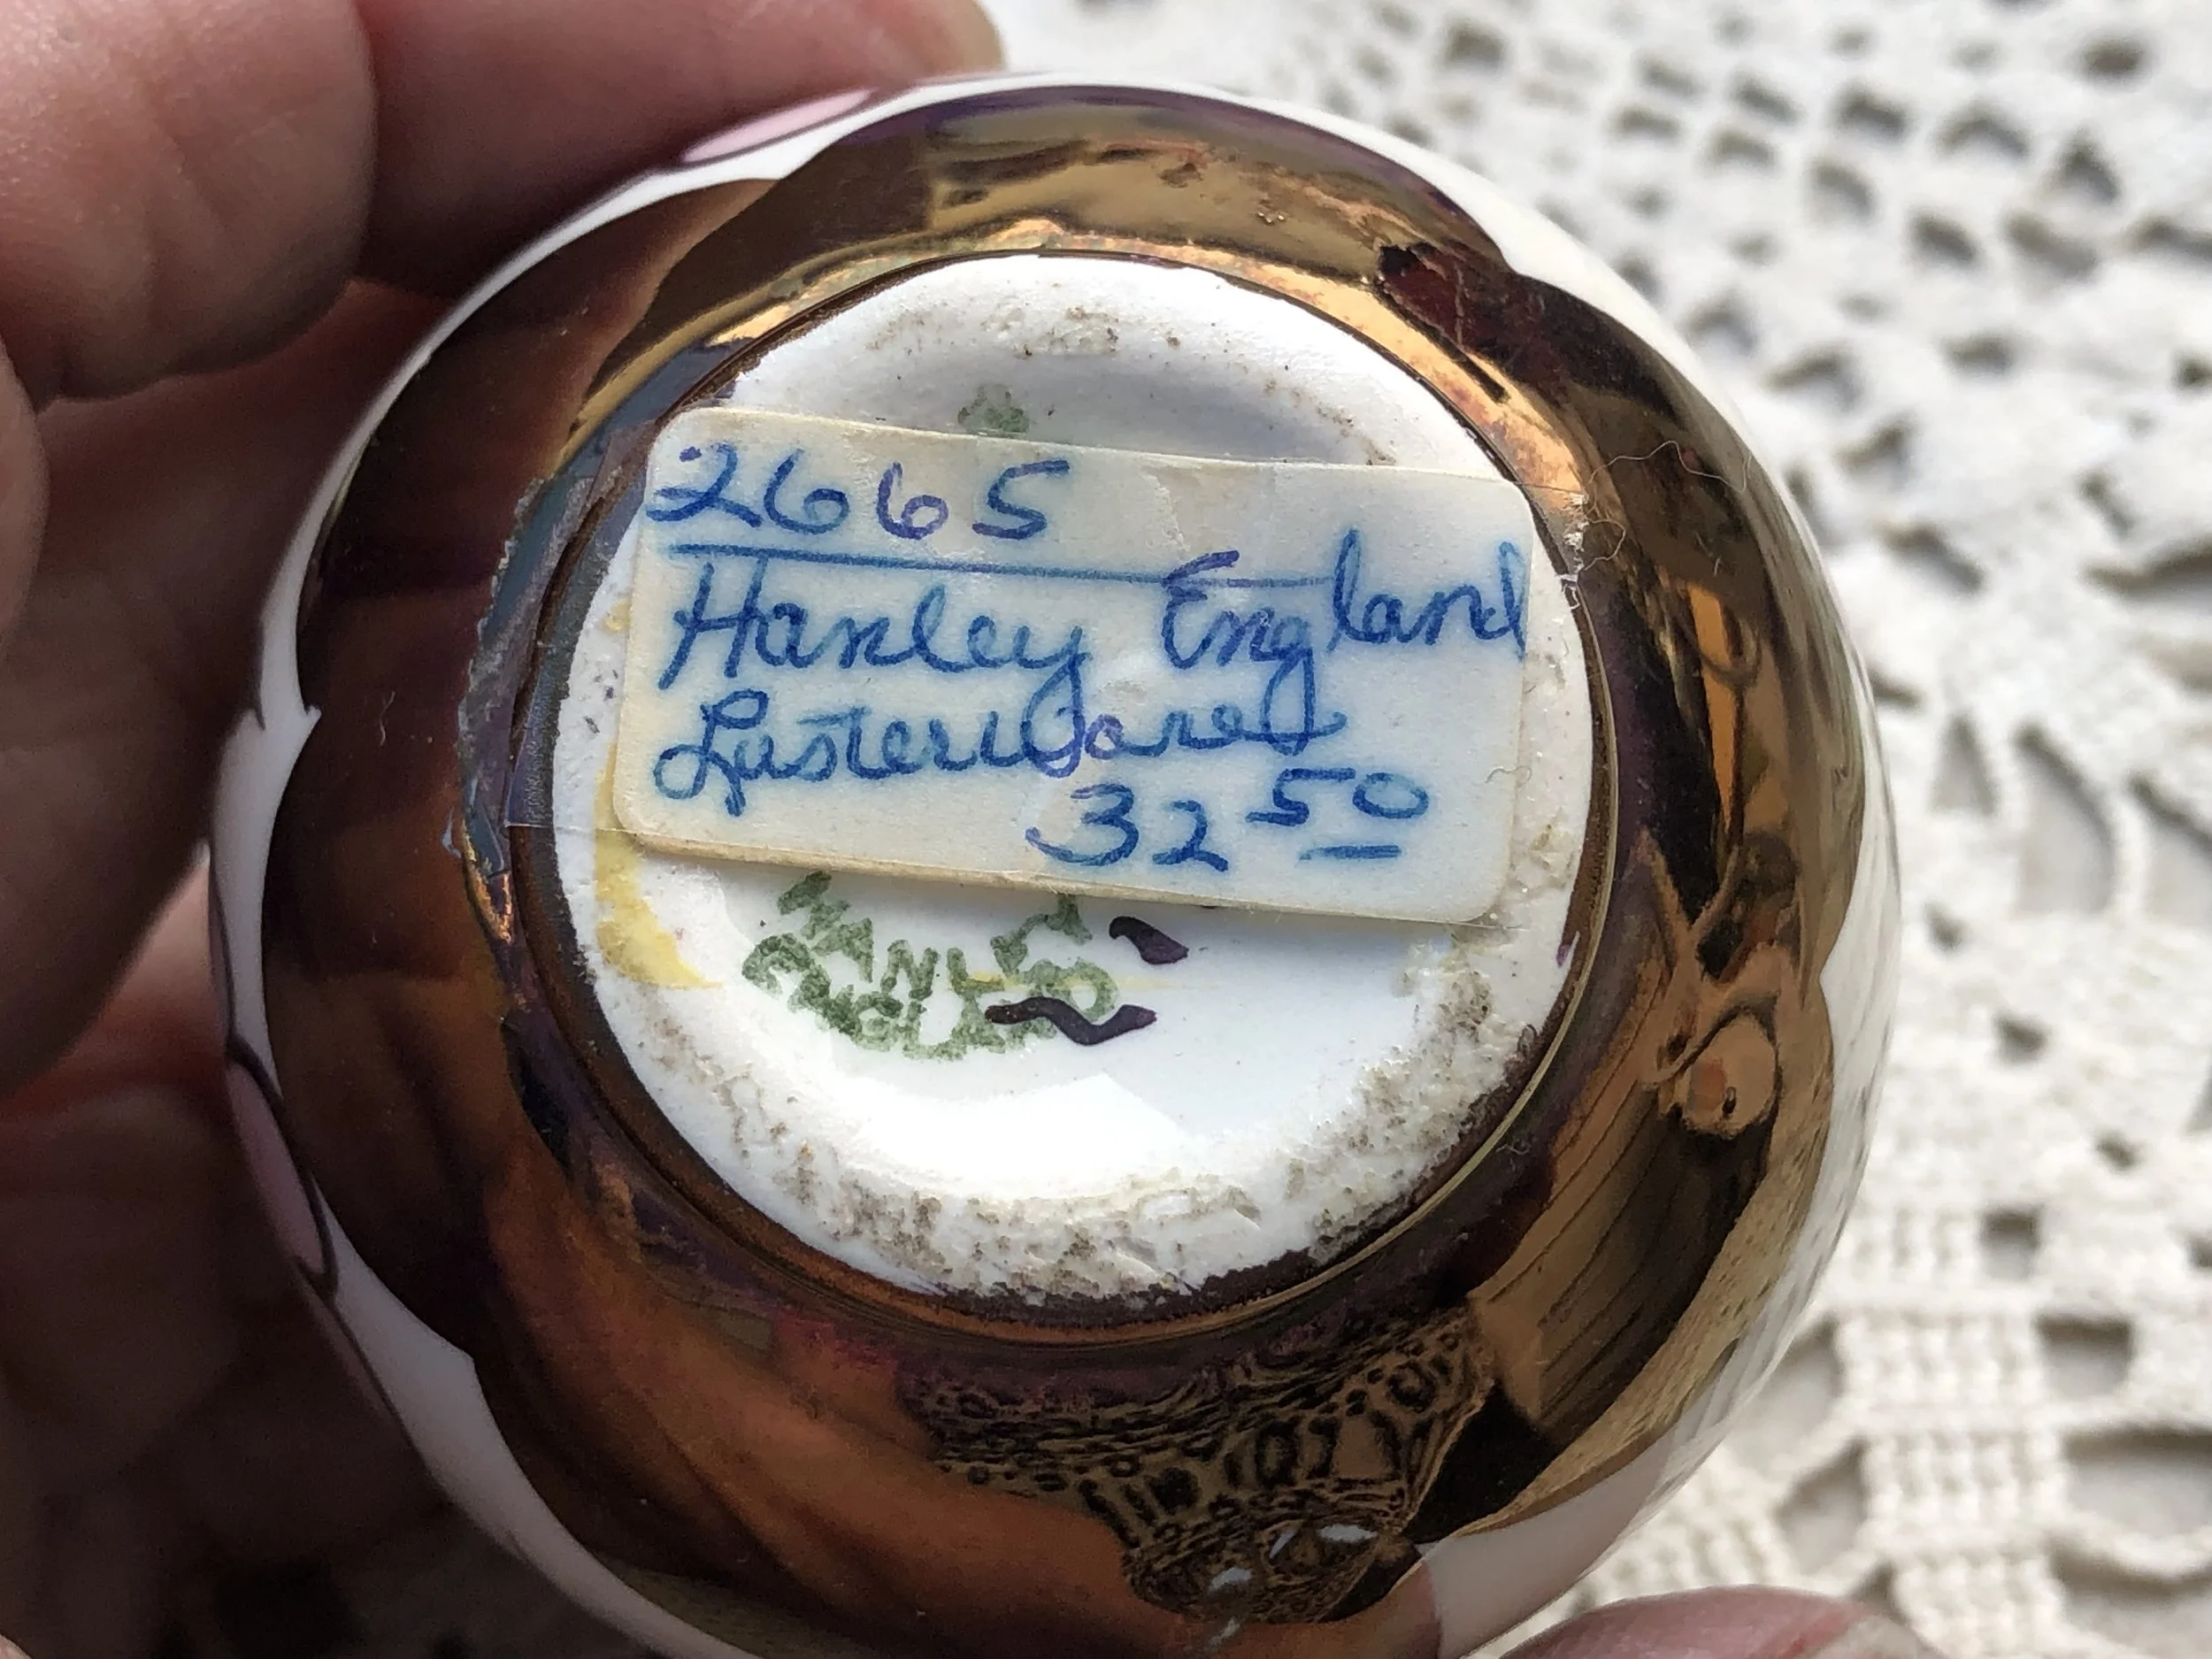 2665
Hanley England
Lusterware
32 50
HANLEY
ENGLAND